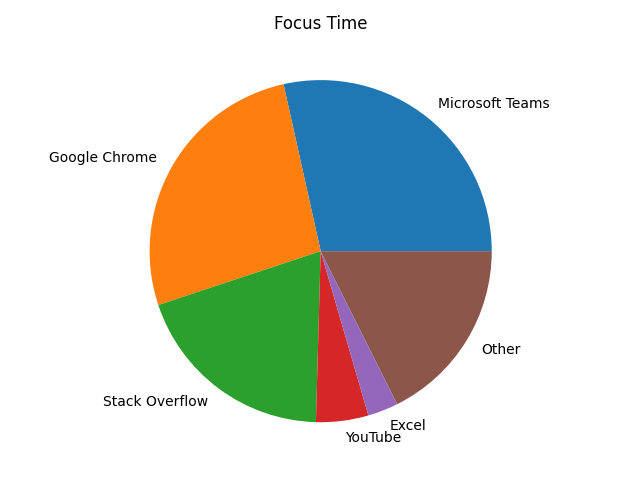 Focus Time
Microsoft Teams
Google Chrome
Stack Overflow
YouTube
Excel
Other